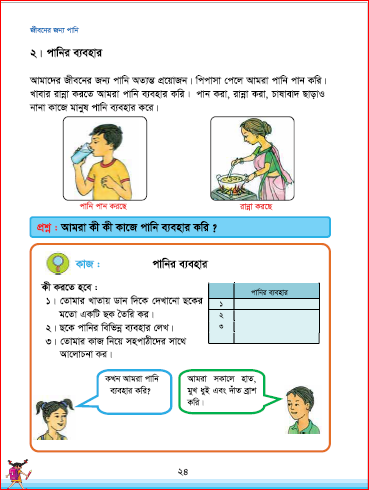 জীবনের জন্য পানি
২। পানির ব্যবহার
আমাদের জীবনের জন্য পানি অত্যন্ত প্রয়োজন। পিপাসা পেলে আমরা পানি পান করি।
খাবার রান্না করতে আমরা পানি ব্যবহার করি। পান করা, রান্না করা, চাষাবাদ ছাড়াও
নানা কাজে মানুষ পানি ব্যবহার করে।
পানি পান করছে
রান্না করছে
প্রশ্ন : আমরা কী কী কাজে পানি ব্যবহার করি ?
কাজ :
পানির ব্যবহার
কী করতে হবে :
১। তোমার খাতায় ডান দিকে দেখানো ছকের
মতো একটি ছক তৈরি কর।
২। ছকে পানির বিভিন্ন ব্যবহার লেখ।
৩। তোমার কাজ নিয়ে সহপাঠীদের সাথে
আলোচনা কর।
পানির ব্যবহার
১
২
৩
কখন আমরা পানি
ব্যবহার করি?
আমরা সকালে হাত,
মুখ ধুই এবং দাঁত ব্রাশ
করি।
২৪